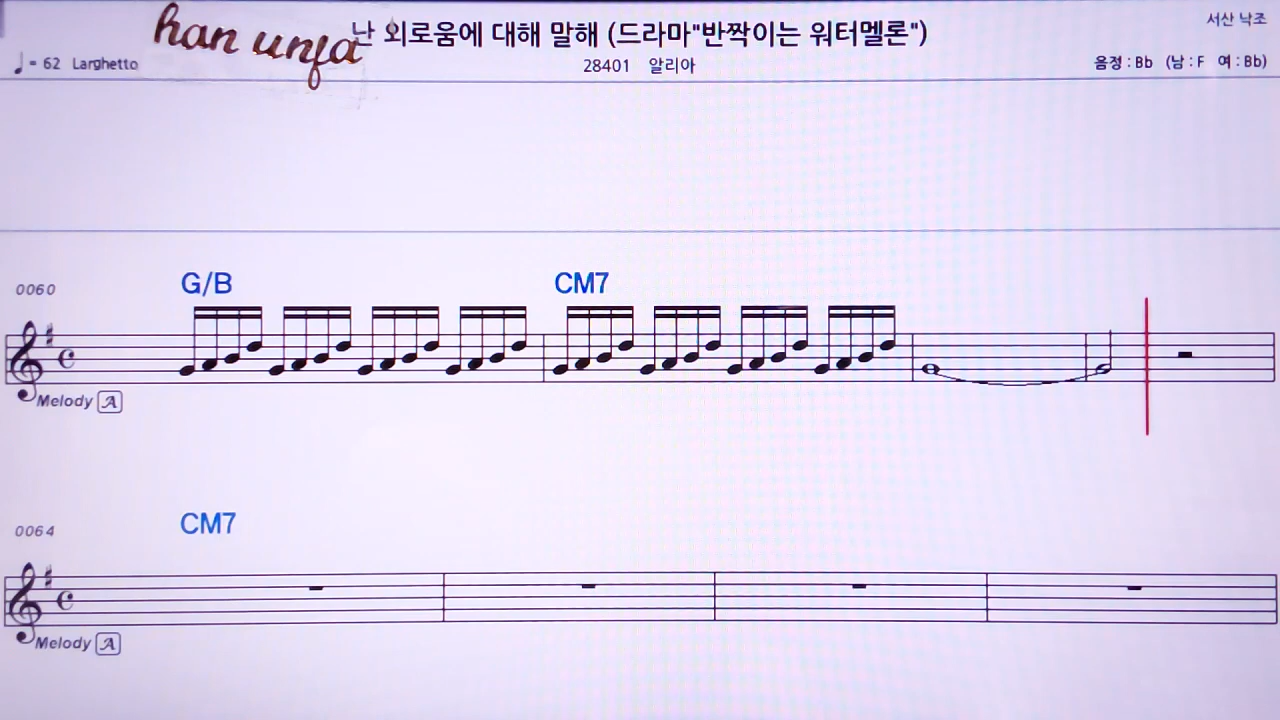 han unfa
난 외로움에 대해 말해 (드라마"반짝이는 워터멜론")
서산 낙조
♩= 62 Larghetto
28401 알리아
음정 : Bb (남 : F 여 : Bb)
0060
G/B CM7
Melody A
0064
CM7
Melody A